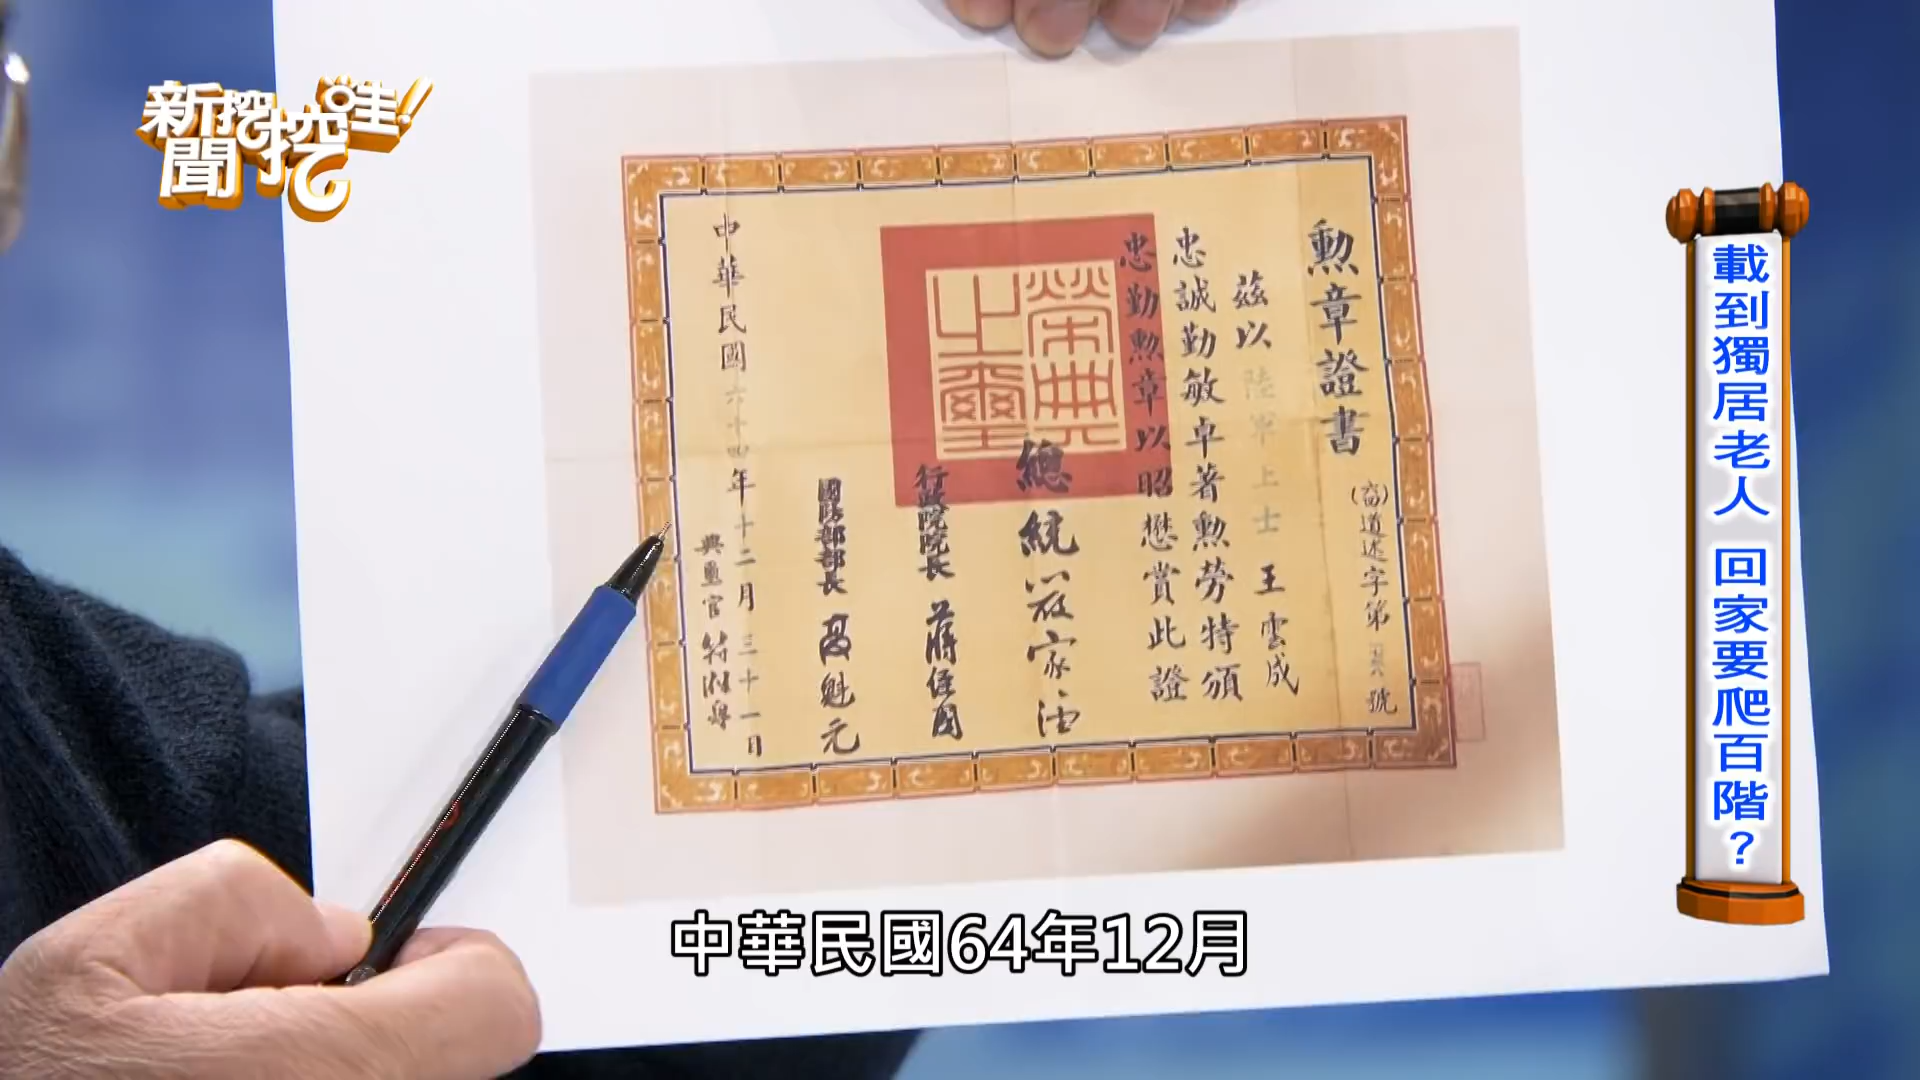 新聞挖挖哇!
載到獨居老人 回家要爬百階?
勳章證書
道述字第 號
茲以陸軍上士王雲成
忠誠勤敏卓著勳勞特頒
忠勤勳章以昭懋賞此證
榮典之璽
總統嚴家淦
行政院院長 蔣經國
國防部部長 高魁元
中華民國六十四年十二月三十一日
典璽官
中華民國64年12月